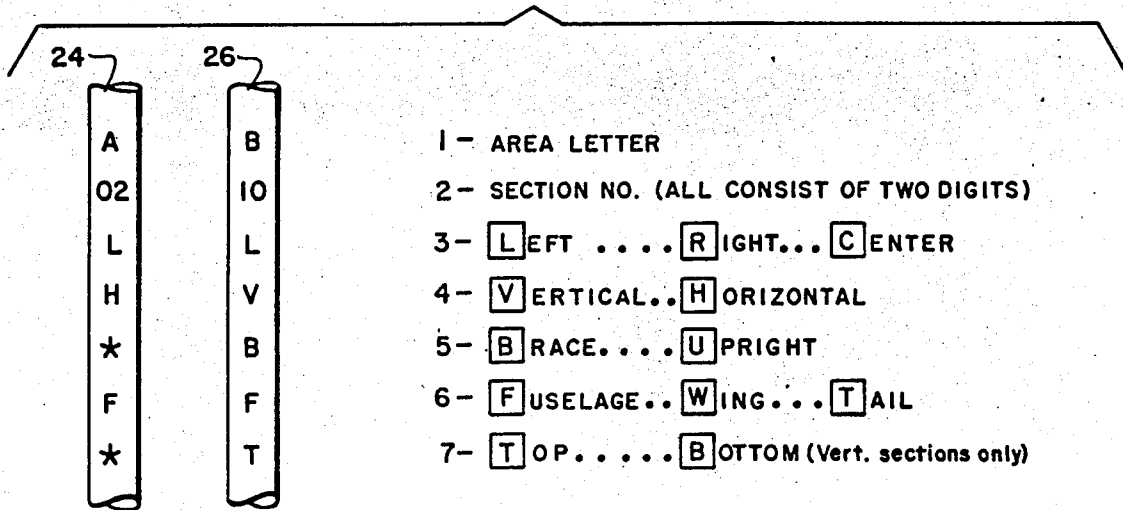 24 26
A B 1- AREA LETTER
02 10 2- SECTION NO. (ALL CONSIST OF TWO DIGITS)
L L 3- LEFT .... RIGHT... CENTER
H V 4- VERTICAL.. HORIZONTAL
* B 5- BRACE.... UPRIGHT
F F 6- FUSELAGE.. WING... TAIL
* T 7- TOP..... BOTTOM (Vert. sections only)